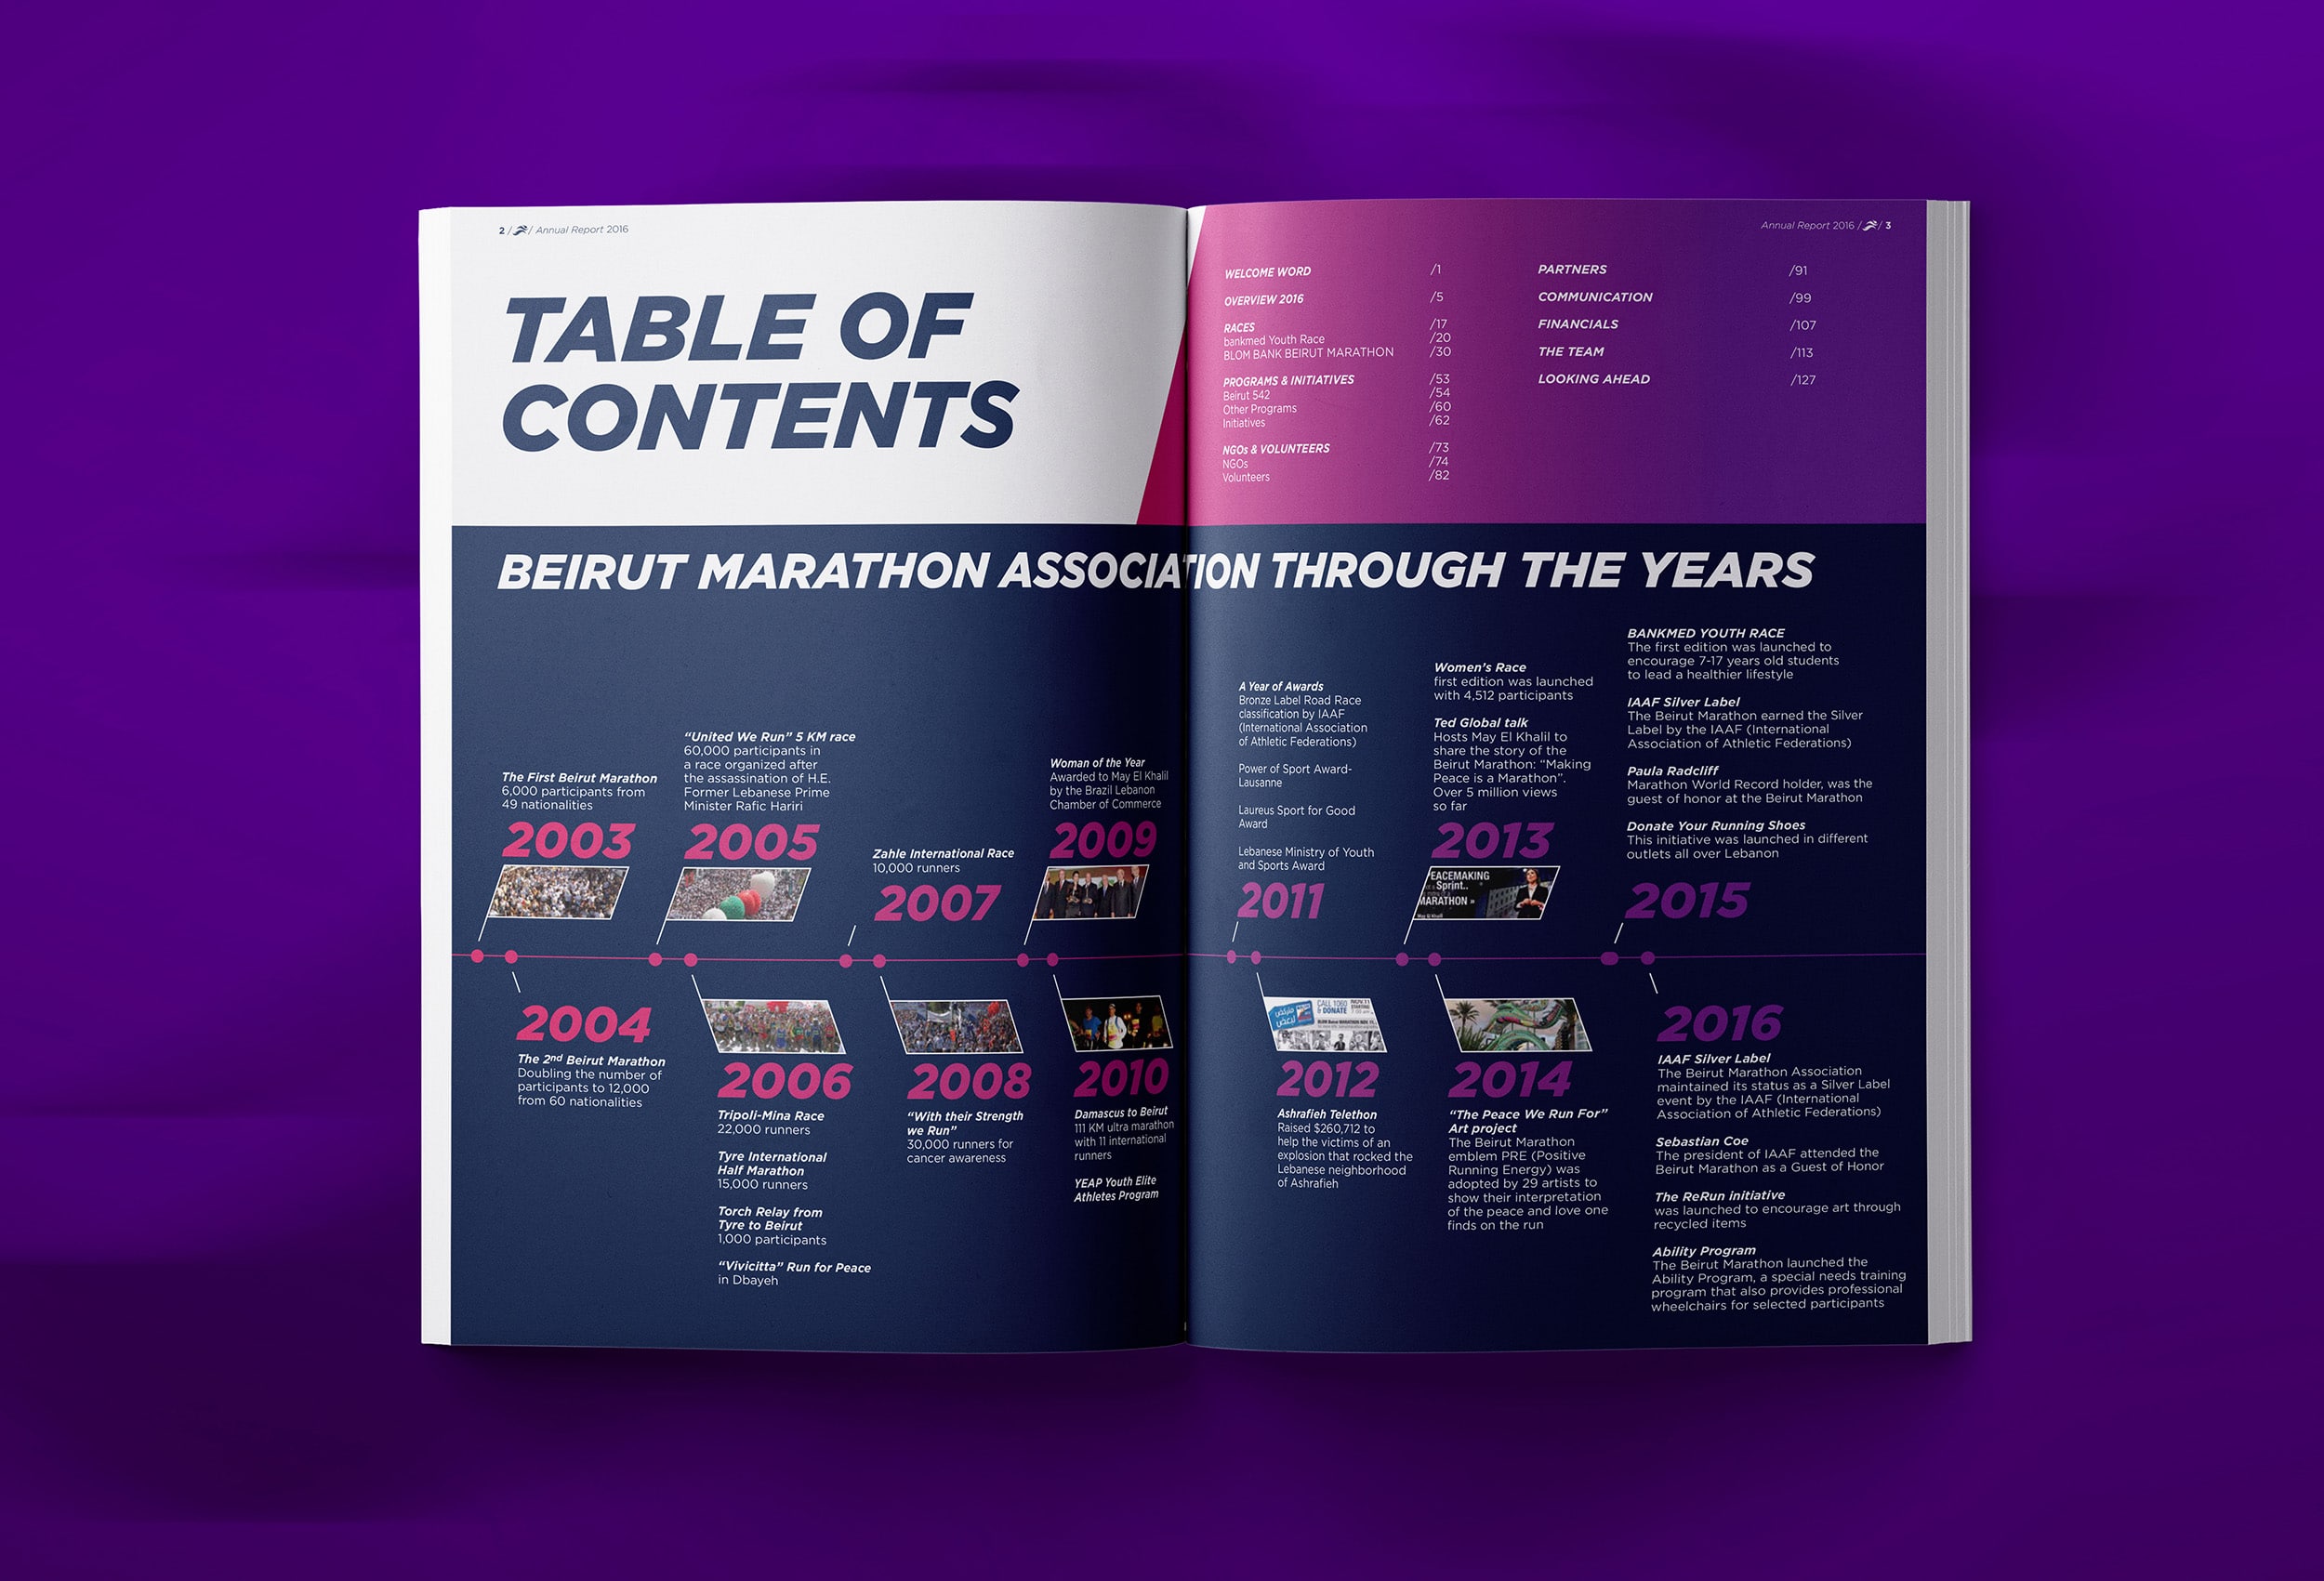 2 / / Annual Report 2016
TABLE OF
CONTENTS
Annual Report 2016 / / 3
WELCOME WORD /1
OVERVIEW 2016 /5
RACES /17
bankmed Youth Race /20
BLOM BANK BEIRUT MARATHON /30
PROGRAMS & INITIATIVES /53
Beirut 542 /54
Other Programs /60
Initiatives /62
NGOs & VOLUNTEERS /73
NGOs /74
Volunteers /82
PARTNERS /91
COMMUNICATION /99
FINANCIALS /107
THE TEAM /113
LOOKING AHEAD /127
BEIRUT MARATHON ASSOCIATION THROUGH THE YEARS
The First Beirut Marathon
6,000 participants from
49 nationalities
2003
2004
The 2nd Beirut Marathon
Doubling the number of
participants to 12,000
from 60 nationalities
“United We Run” 5 KM race
60,000 participants in
a race organized after
the assassination of H.E.
Former Lebanese Prime
Minister Rafic Hariri
2005
2006
Tripoli-Mina Race
22,000 runners
Tyre International
Half Marathon
15,000 runners
Torch Relay from
Tyre to Beirut
1,000 participants
“Vivicitta” Run for Peace
in Dbayeh
Zahle International Race
10,000 runners
2007
2008
“With their Strength
we Run”
30,000 runners for
cancer awareness
Woman of the Year
Awarded to May El Khalil
by the Brazil Lebanon
Chamber of Commerce
2009
2010
Damascus to Beirut
111 KM ultra marathon
with 11 international
runners
YEAP Youth Elite
Athletes Program
A Year of Awards
Bronze Label Road Race
classification by IAAF
(International Association
of Athletic Federations)
Power of Sport Award-
Lausanne
Laureus Sport for Good
Award
Lebanese Ministry of Youth
and Sports Award
2011
CALL 1060
& DONATE
NOV.11
2012
Ashrafieh Telethon
Raised $260,712 to
help the victims of an
explosion that rocked the
Lebanese neighborhood
of Ashrafieh
Women’s Race
first edition was launched
with 4,512 participants
Ted Global talk
Hosts May El Khalil to
share the story of the
Beirut Marathon: “Making
Peace is a Marathon”.
Over 5 million views
so far
2013
PEACEMAKING
Sprint..
MARATHON »
May El Khalil
2014
“The Peace We Run For”
Art project
The Beirut Marathon
emblem PRE (Positive
Running Energy) was
adopted by 29 artists to
show their interpretation
of the peace and love one
finds on the run
BANKMED YOUTH RACE
The first edition was launched to
encourage 7-17 years old students
to lead a healthier lifestyle
IAAF Silver Label
The Beirut Marathon earned the Silver
Label by the IAAF (International
Association of Athletic Federations)
Paula Radcliff
Marathon World Record holder, was the
guest of honor at the Beirut Marathon
Donate Your Running Shoes
This initiative was launched in different
outlets all over Lebanon
2015
2016
IAAF Silver Label
The Beirut Marathon Association
maintained its status as a Silver Label
event by the IAAF (International
Association of Athletic Federations)
Sebastian Coe
The president of IAAF attended the
Beirut Marathon as a Guest of Honor
The ReRun initiative
was launched to encourage art through
recycled items
Ability Program
The Beirut Marathon launched the
Ability Program, a special needs training
program that also provides professional
wheelchairs for selected participants